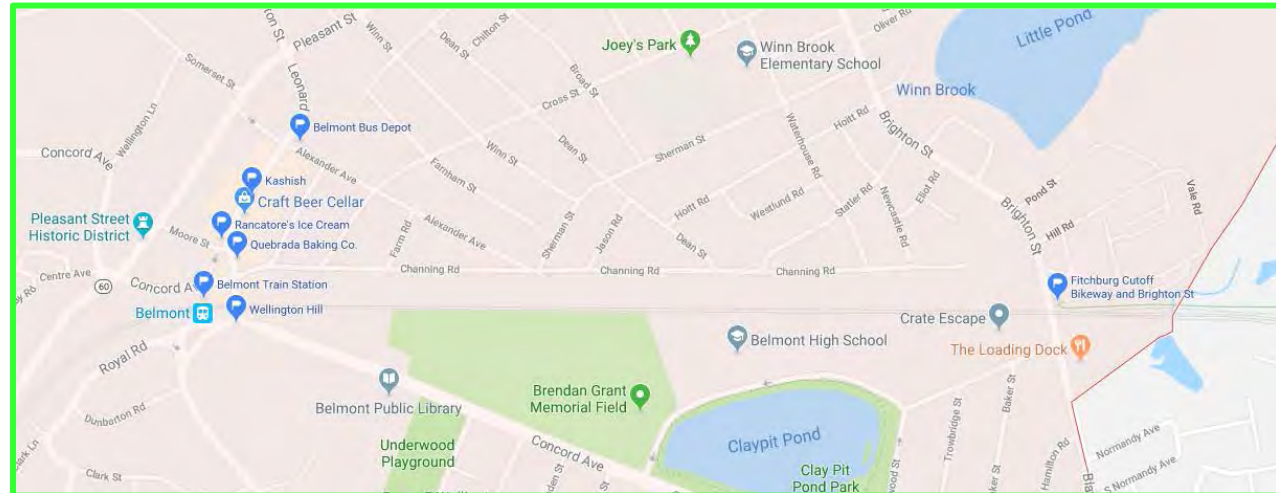 Pleasant St
Winn St
Dean St
Chilton St
Oliver Rd
Little Pond
Joey's Park
Winn Brook
Elementary School
Somerset St
Leonard
Broad St
Cross St
Winn Brook
Wellington Ln
Belmont Bus Depot
Waterhouse Rd
Hoitt Rd
Brighton St
Concord Ave
Alexander Ave
Sherman St
Dean St
Winn St
Farnham St
Kashish
Craft Beer Cellar
Pleasant Street
Historic District
Rancatore's Ice Cream
Moore St
Quebrada Baking Co.
Farm Rd
Alexander Ave
Sherman St
Jason Rd
Hoitt Rd
Westlund Rd
Statler Rd
Newcastle Rd
Eliot Rd
Pond St
Vale Rd
Hill Rd
Brighton St
Dean St
Centre Ave
Channing Rd
Channing Rd
Channing Rd
60
Concord A
Belmont Train Station
Fitchburg Cutoff
Bikeway and Brighton St
by Rd
Belmont
Wellington Hill
Crate Escape
Belmont High School
The Loading Dock
Royal Rd
Belmont Public Library
Brendan Grant
Memorial Field
Dunbarton Rd
Trowbridge St
Baker St
Claypit Pond
Underwood
Playground
Concord Ave
Clark Ln
Clark St
Clay Pit
Pond Park
wood St
Hamilton Rd
Normandy Ave
S Normandy Ave